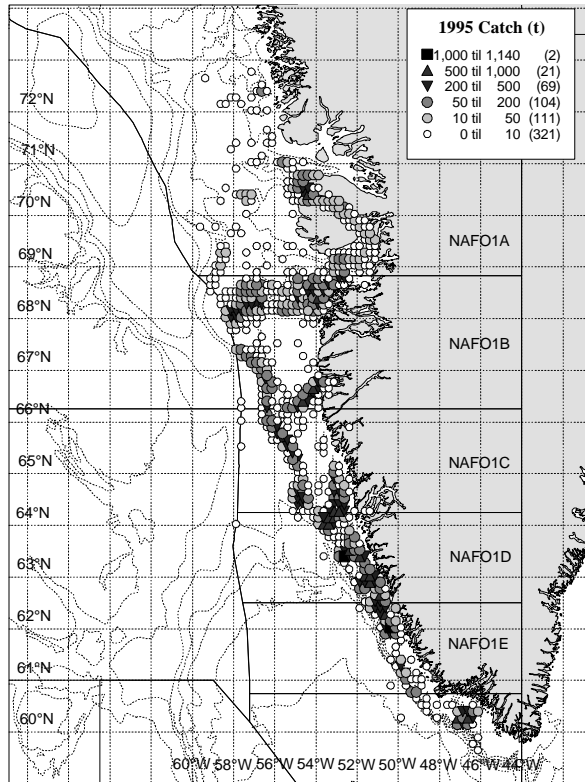 1995 Catch (t)
1,000 til 1,140 (2)
500 til 1,000 (21)
200 til 500 (69)
50 til 200 (104)
10 til 50 (111)
0 til 10 (321)
72°N
71°N
70°N
69°N
68°N
67°N
66°N
65°N
64°N
63°N
62°N
61°N
60°N
NAFO1A
NAFO1B
NAFO1C
NAFO1D
NAFO1E
60°W 58°W 56°W 54°W 52°W 50°W 48°W 46°W 44°W